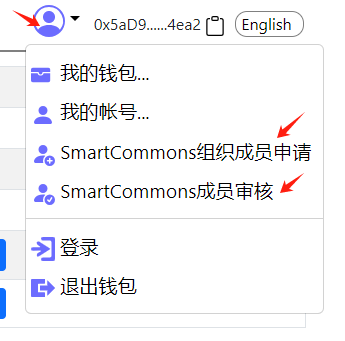 0x5aD9......4ea2 English
我的钱包...
我的帐号...
SmartCommons组织成员申请
SmartCommons成员审核
登录
退出钱包